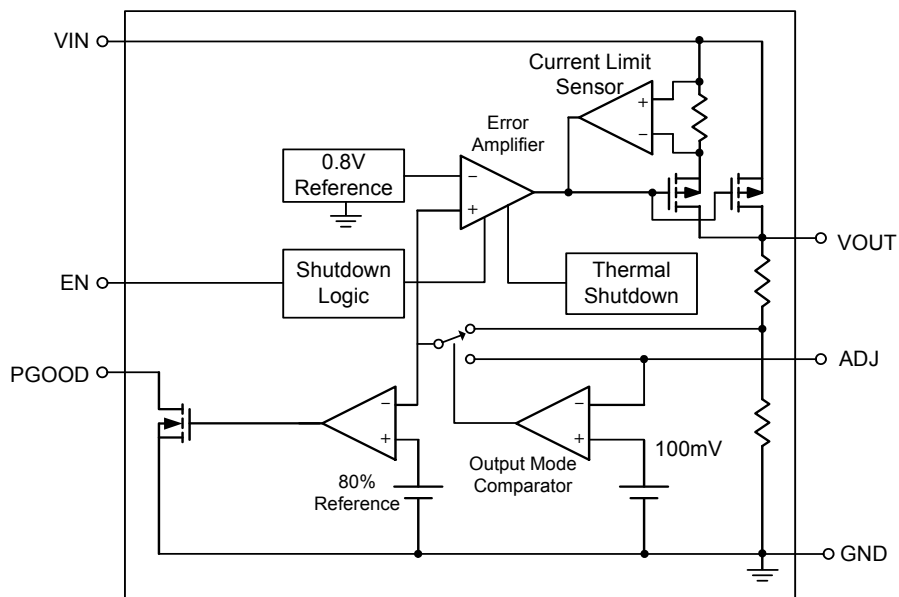 VIN
Current Limit
Sensor
+
−
Error
Amplifier
0.8V
Reference
−
+
VOUT
EN
Shutdown
Logic
Thermal
Shutdown
ADJ
PGOOD
−
+
−
+
100mV
80%
Reference
Output Mode
Comparator
GND